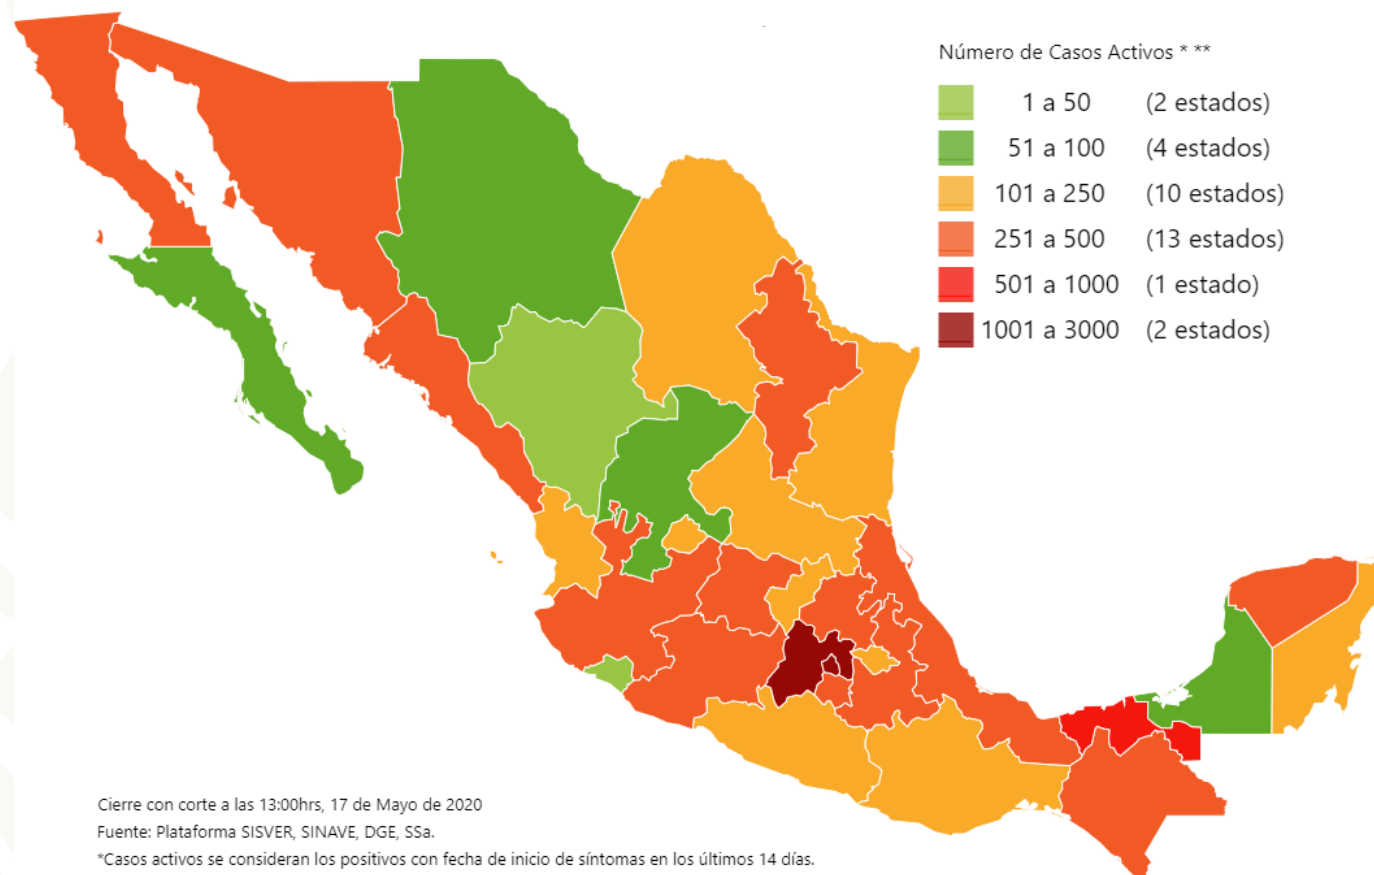 Número de Casos Activos * **
1 a 50 (2 estados)
51 a 100 (4 estados)
101 a 250 (10 estados)
251 a 500 (13 estados)
501 a 1000 (1 estado)
1001 a 3000 (2 estados)
Cierre con corte a las 13:00hrs, 17 de Mayo de 2020
Fuente: Plataforma SISVER, SINAVE, DGE, SSa.
*Casos activos se consideran los positivos con fecha de inicio de síntomas en los últimos 14 días.